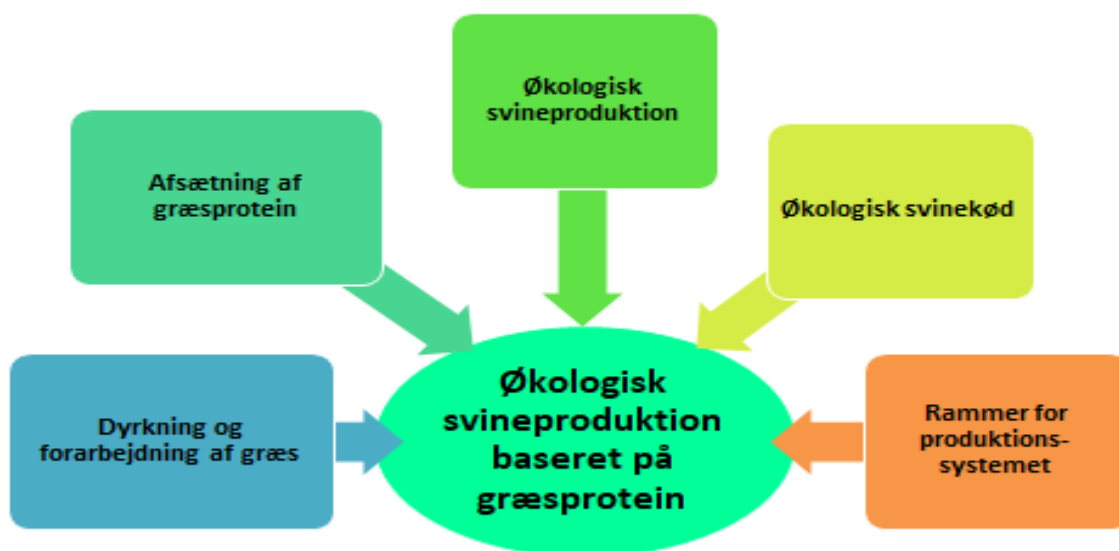 Økologisk
svineproduktion
Afsætning af
græsprotein
Økologisk svinekød
Dyrkning og
forarbejdning af græs
Økologisk
svineproduktion
baseret på
græsprotein
Rammer for
produktions-
systemet